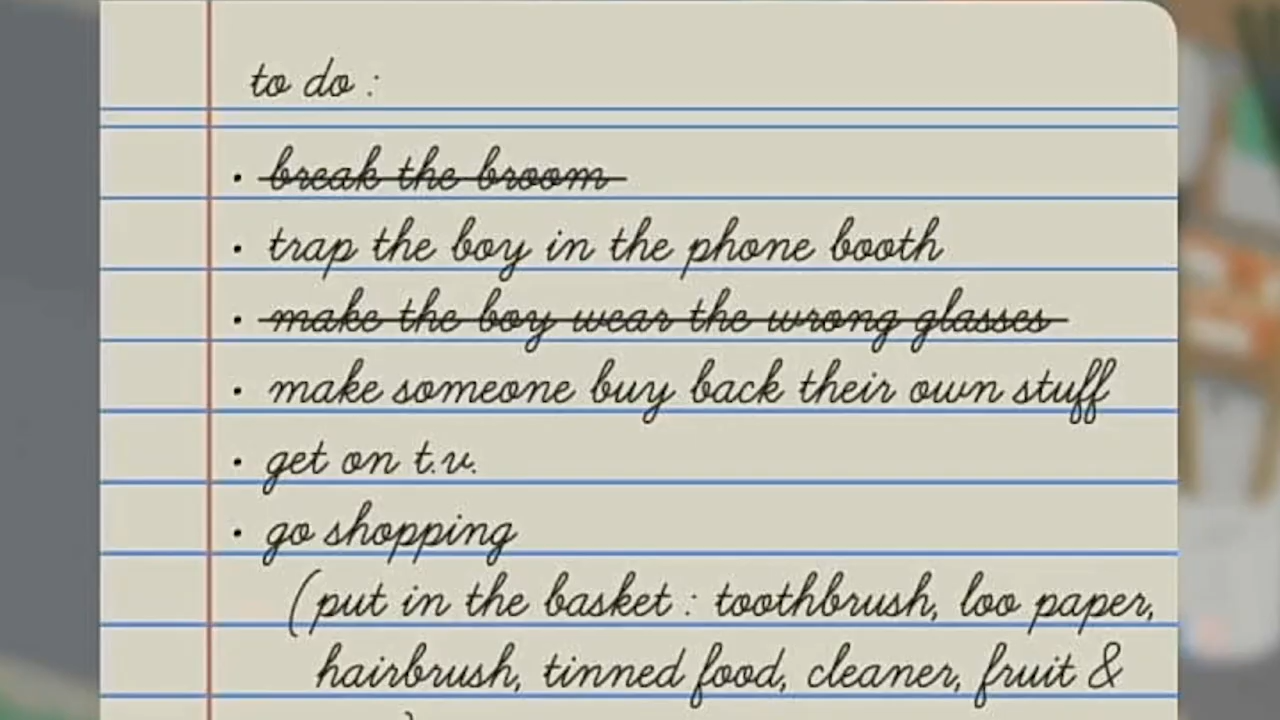 to do :
• break the broom
• trap the boy in the phone booth
• make the boy wear the wrong glasses
• make someone buy back their own stuff
• get on t.v.
• go shopping
(put in the basket : toothbrush, loo paper,
hairbrush, tinned food, cleaner, fruit &